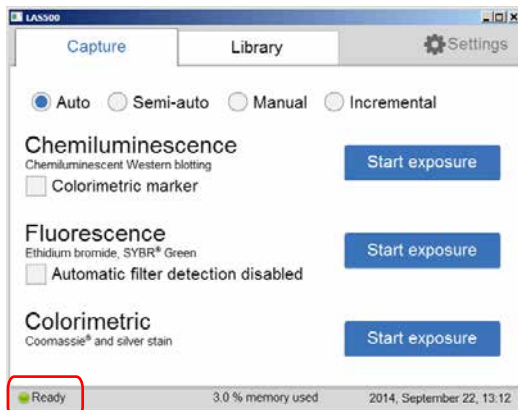 LAS500
Capture Library Settings
Auto Semi-auto Manual Incremental
Chemiluminescence
Chemiluminescent Western blotting
Start exposure
Colorimetric marker
Fluorescence
Ethidium bromide, SYBR® Green
Start exposure
Automatic filter detection disabled
Colorimetric
Coomassie® and silver stain
Start exposure
Ready 3.0 % memory used 2014, September 22, 13.12